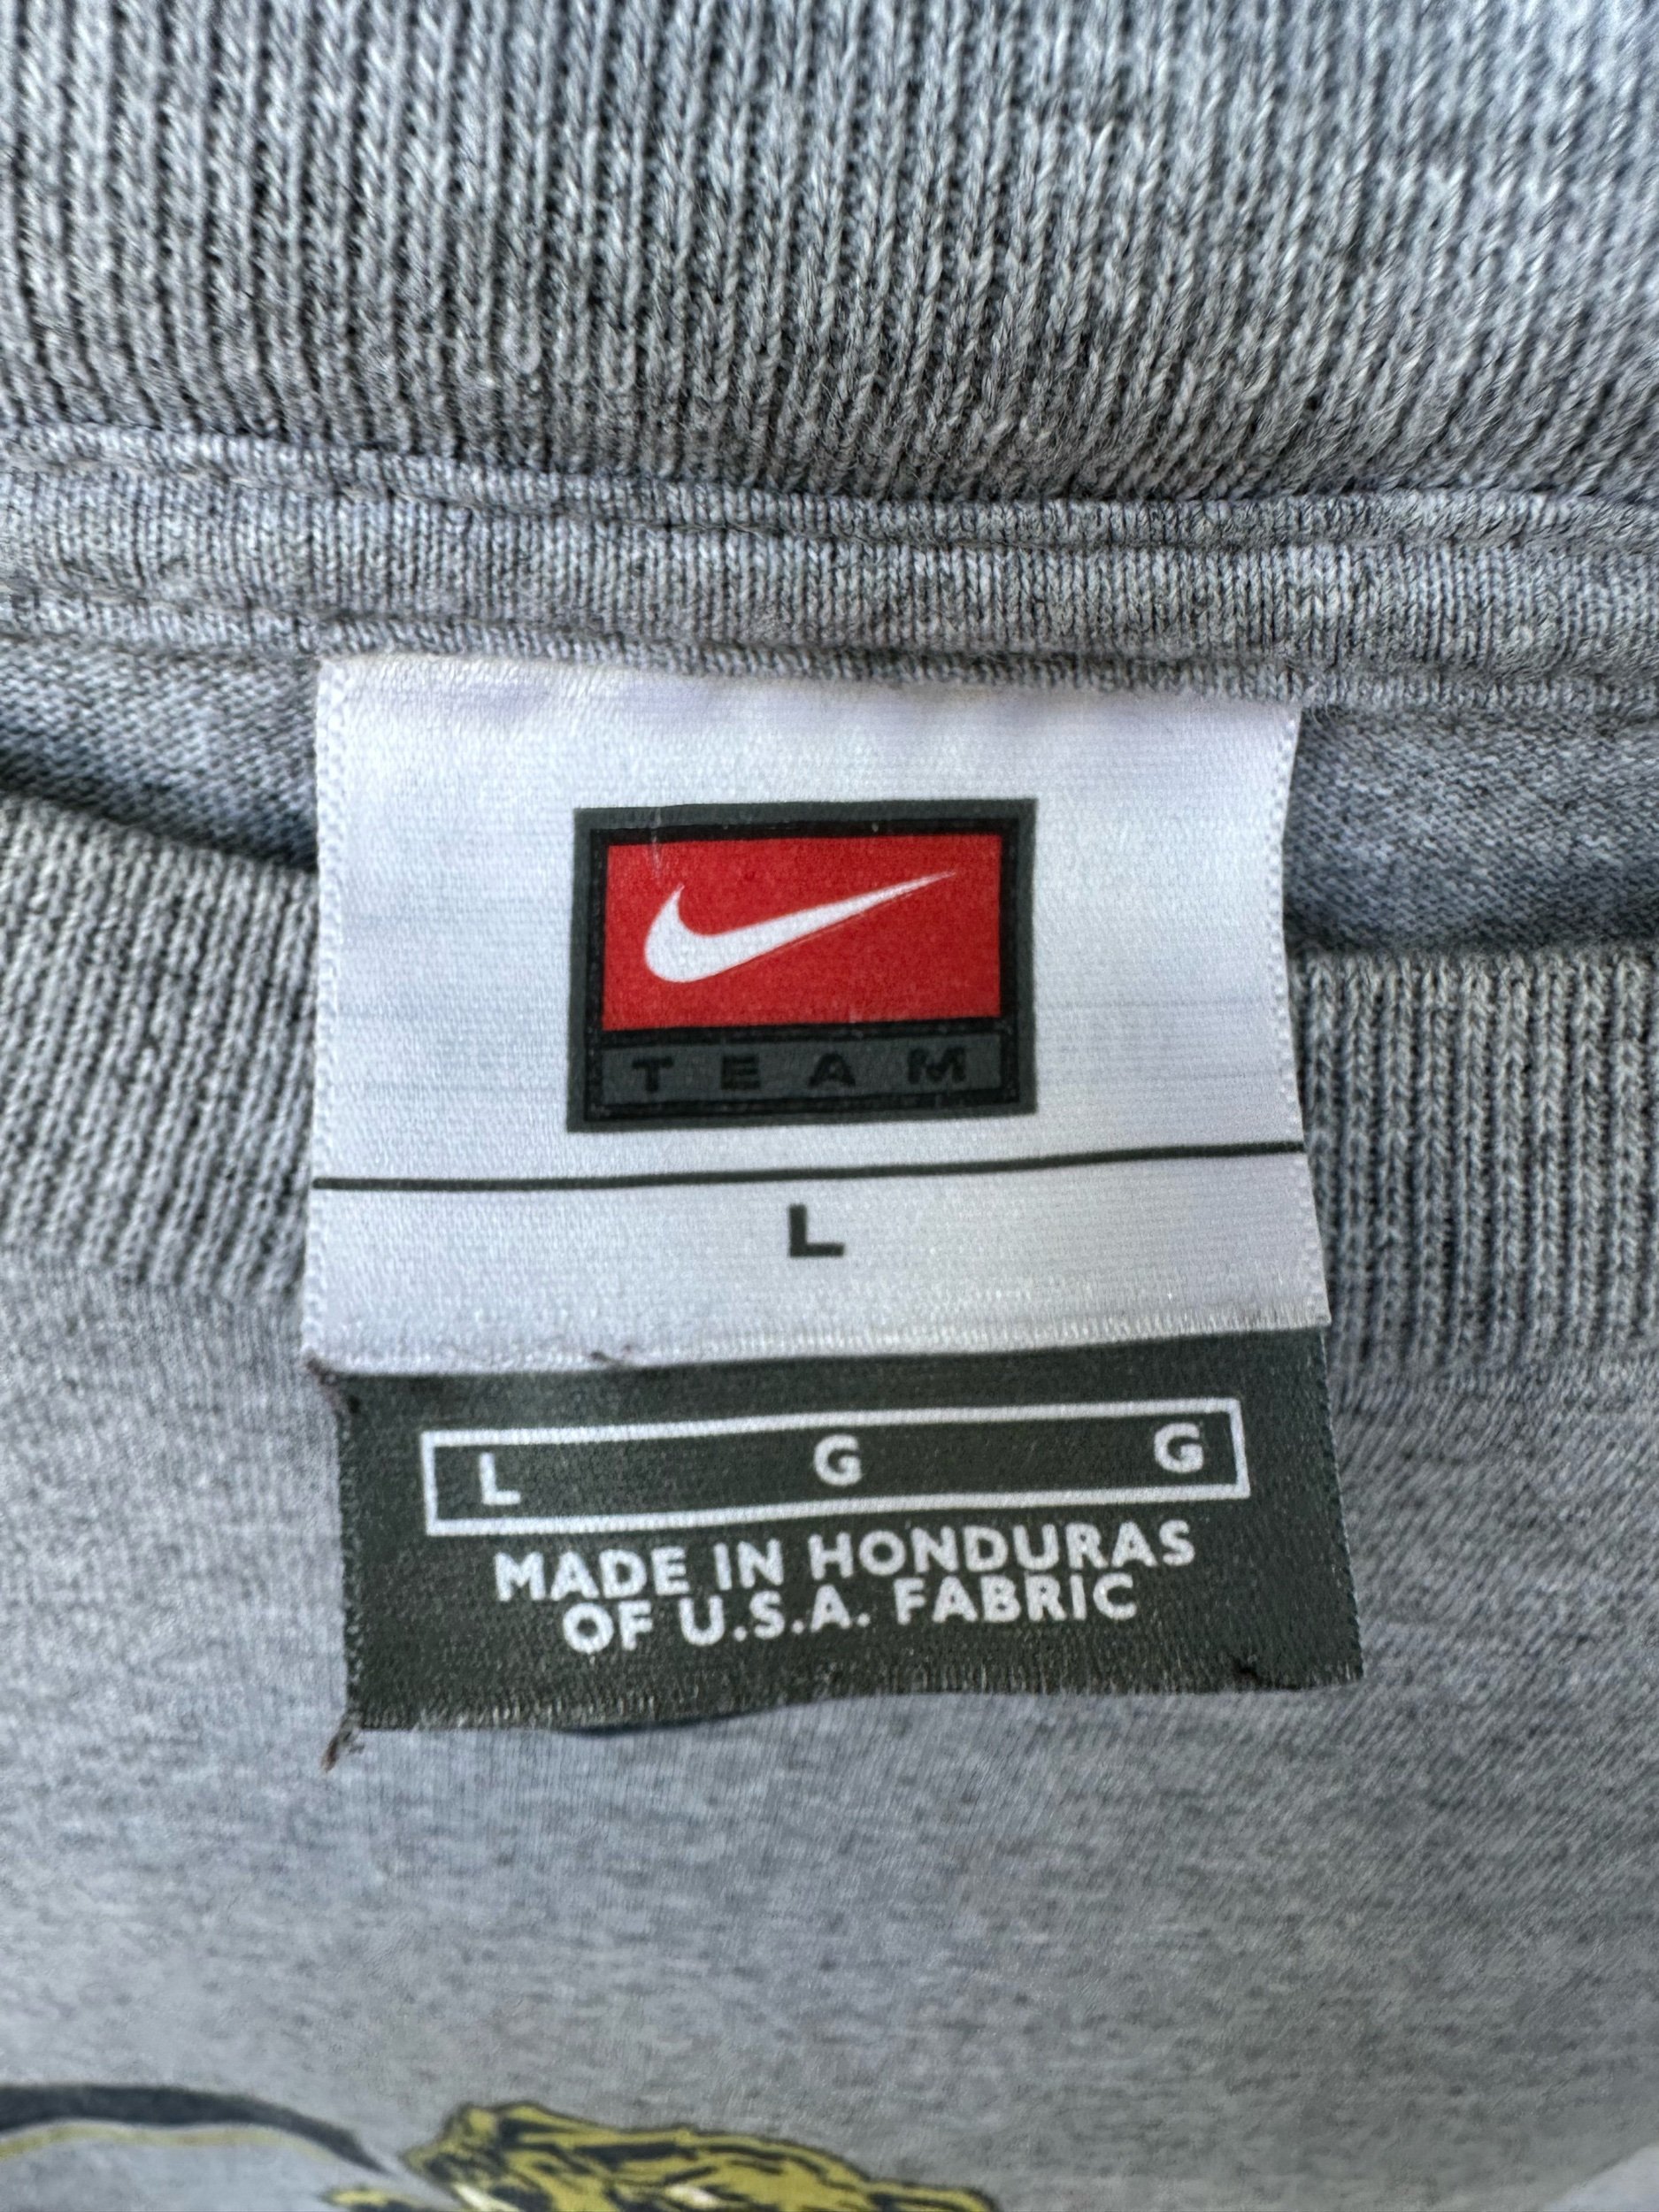 TEAM
L
L G G
MADE IN HONDURAS
OF U.S.A. FABRIC